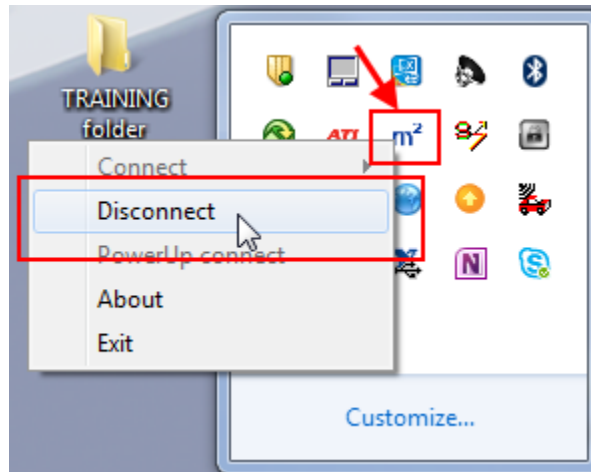 TRAINING
folder
ATI
m²
Connect
Disconnect
PowerUp connect
About
Exit
N
S
Customize...